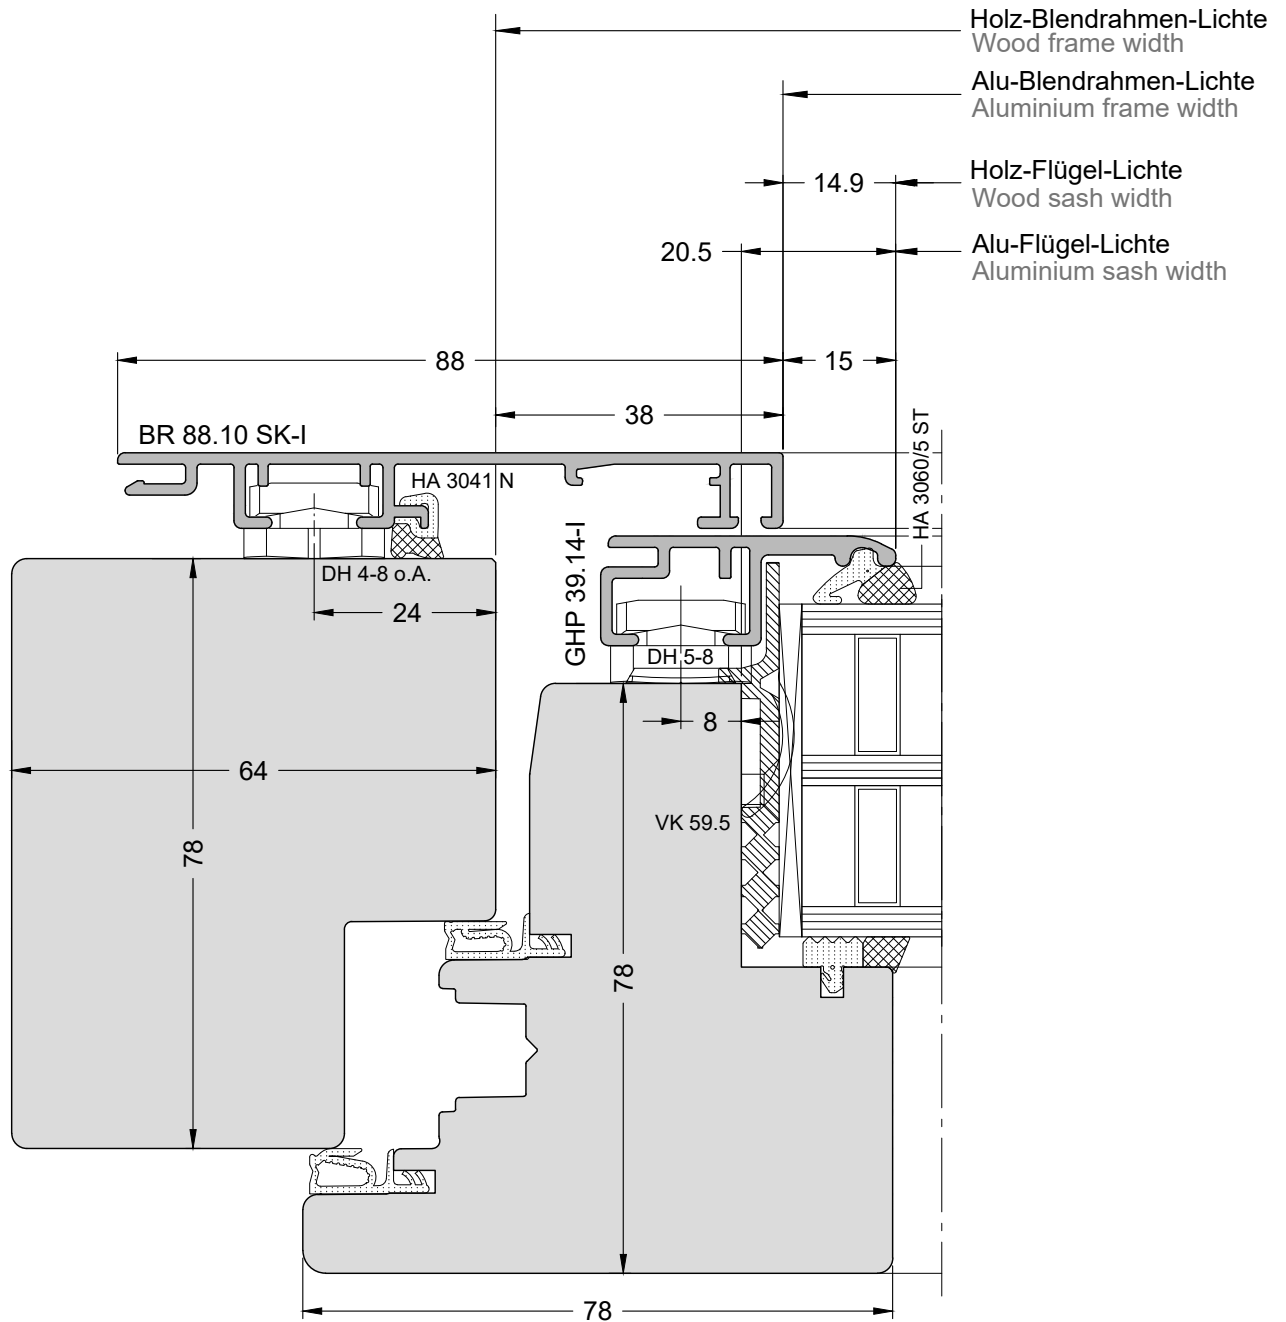 Holz-Blendrahmen-Lichte
Wood frame width
Alu-Blendrahmen-Lichte
Aluminium frame width
14.9
Holz-Flügel-Lichte
Wood sash width
20.5
Alu-Flügel-Lichte
Aluminium sash width
88
15
38
BR 88.10 SK-I
HA 3041 N
HA 3060/5 ST
DH 4-8 o.A.
GHP 39.14-I
24
DH 5-8
8
64
VK 59.5
78
78
78